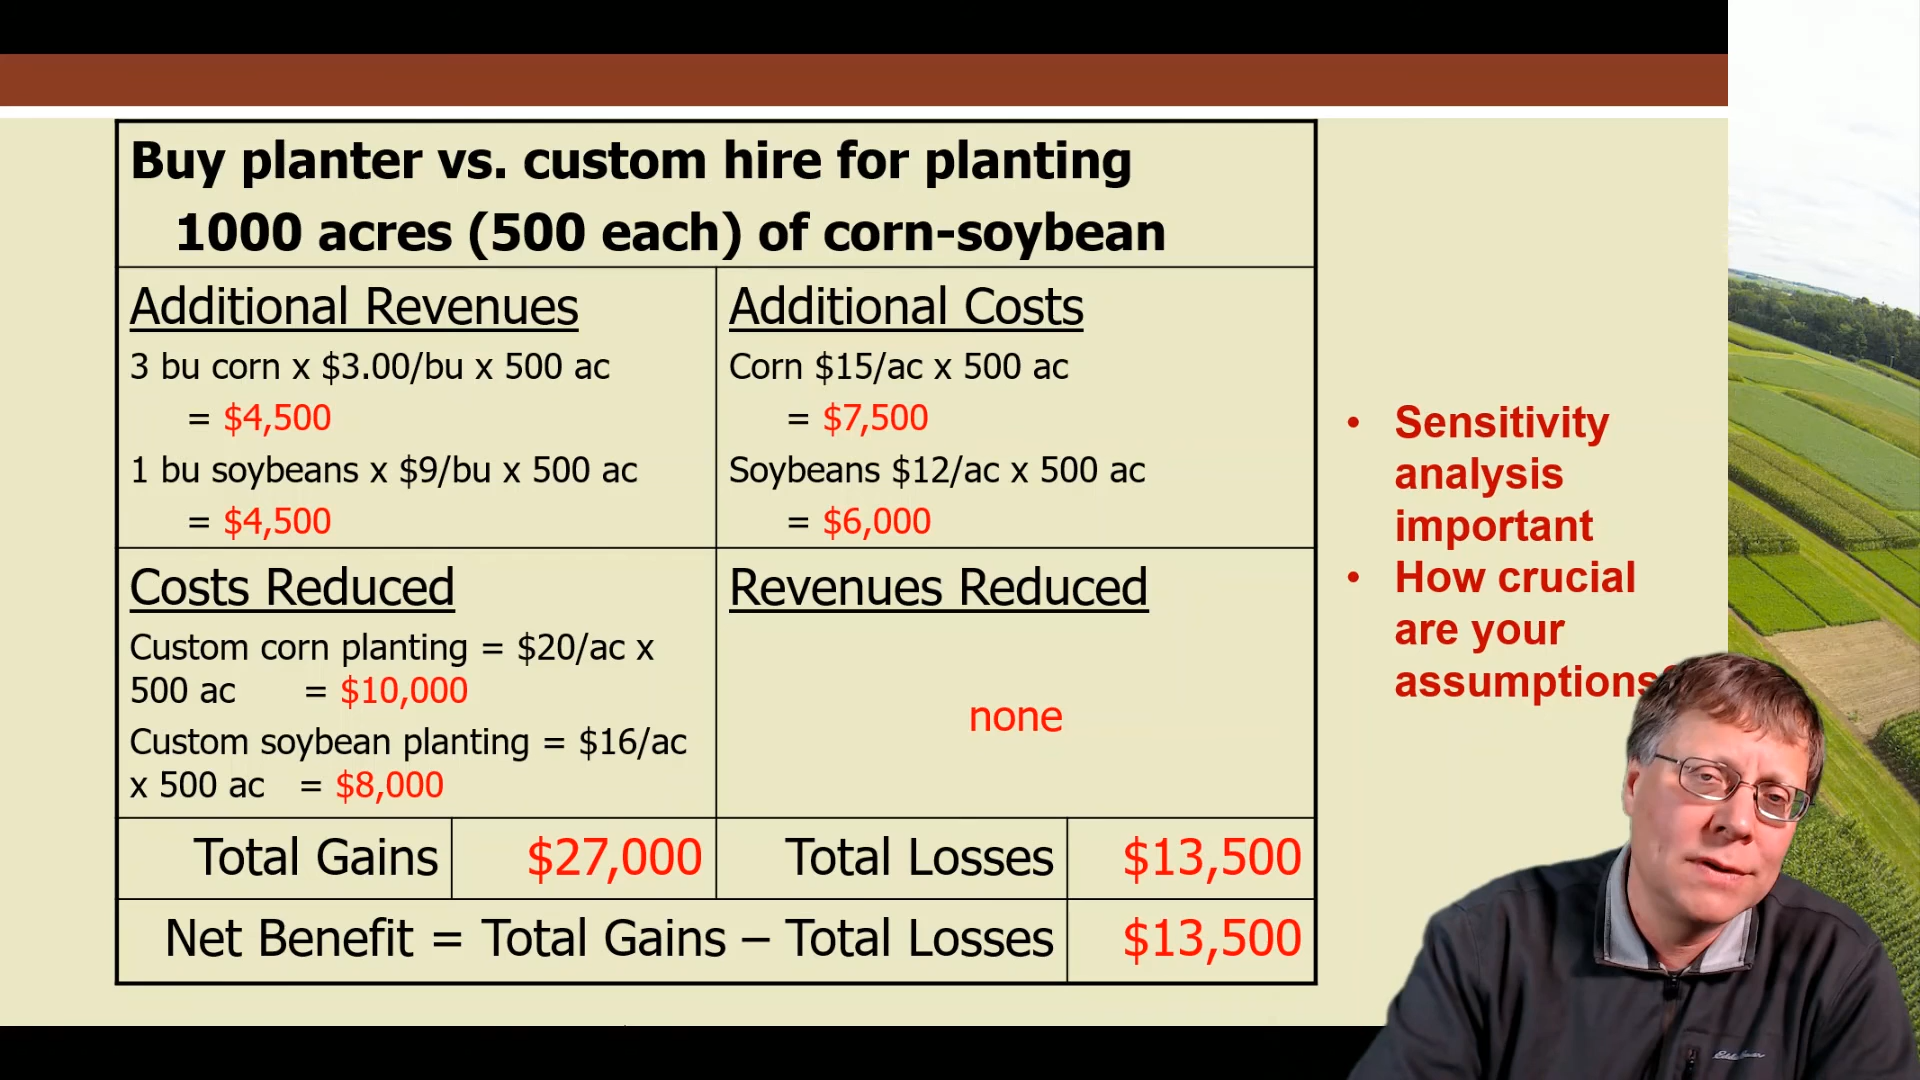 Buy planter vs. custom hire for planting
1000 acres (500 each) of corn-soybean
Additional Revenues
3 bu corn x $3.00/bu x 500 ac
= $4,500
1 bu soybeans x $9/bu x 500 ac
= $4,500
Additional Costs
Corn $15/ac x 500 ac
= $7,500
Soybeans $12/ac x 500 ac
= $6,000
Costs Reduced
Custom corn planting = $20/ac x
500 ac = $10,000
Custom soybean planting = $16/ac
x 500 ac = $8,000
Revenues Reduced
none
Total Gains $27,000 Total Losses $13,500
Net Benefit = Total Gains – Total Losses $13,500
• Sensitivity
analysis
important
• How crucial
are your
assumptions?